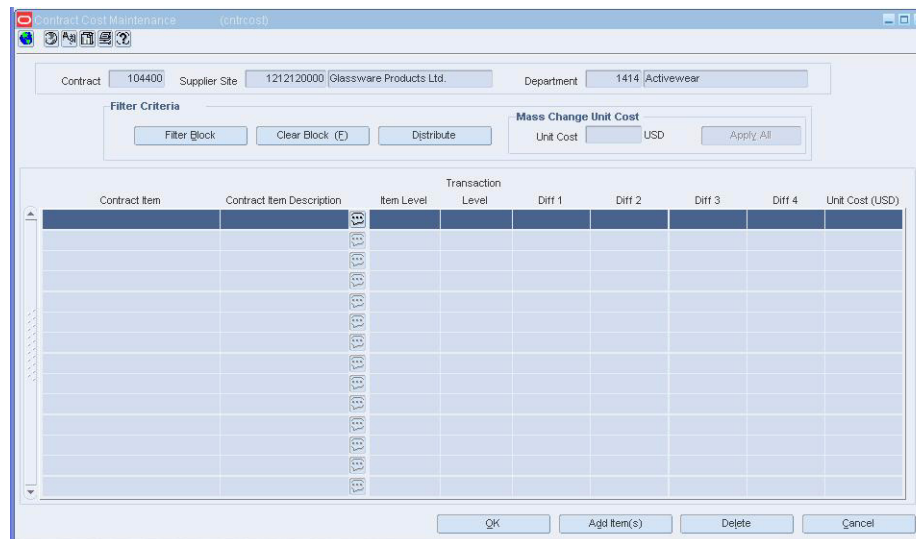 Contract Cost Maintenance (cntrcost)
Contract 104400 Supplier Site 1212120000 Glassware Products Ltd. Department 1414 Activewear
Filter Criteria
Filter Block Clear Block (F) Distribute
Mass Change Unit Cost
Unit Cost USD Apply All
Contract Item Contract Item Description Item Level Transaction Level Diff 1 Diff 2 Diff 3 Diff 4 Unit Cost (USD)
OK Add Item(s) Delete Cancel